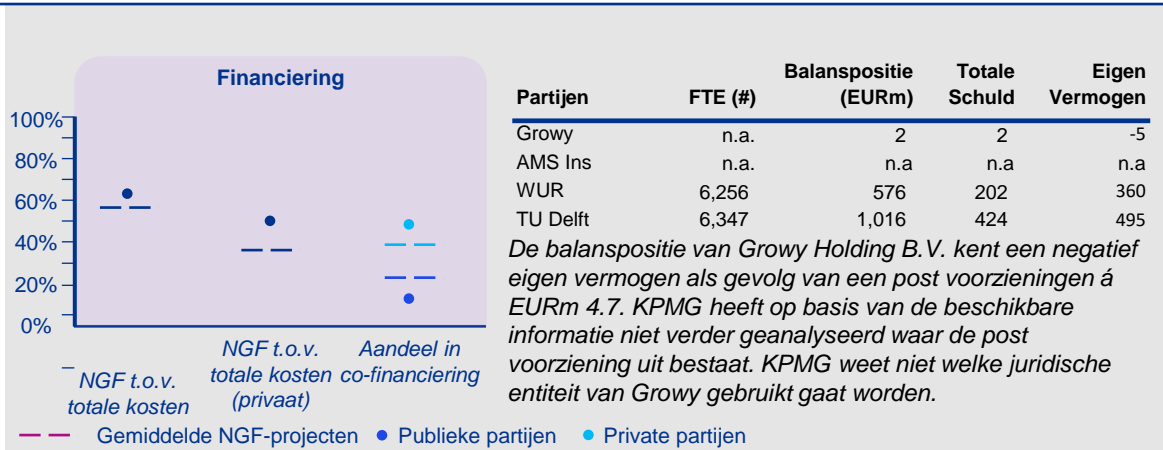 Financiering
100%
80%
60%
40%
20%
0%
NGF t.o.v.
totale kosten
NGF t.o.v.
totale kosten
(privaat)
Aandeel in
co-financiering
Gemiddelde NGF-projecten Publieke partijen Private partijen
Partijen FTE (#) Balanspositie (EURm) Totale Schuld Eigen Vermogen
Growy n.a. 2 2 -5
AMS Ins n.a. n.a n.a n.a
WUR 6,256 576 202 360
TU Delft 6,347 1,016 424 495
De balanspositie van Growy Holding B.V. kent een negatief
eigen vermogen als gevolg van een post voorzieningen á
EURm 4.7. KPMG heeft op basis van de beschikbare
informatie niet verder geanalyseerd waar de post
voorziening uit bestaat. KPMG weet niet welke juridische
entiteit van Growy gebruikt gaat worden.